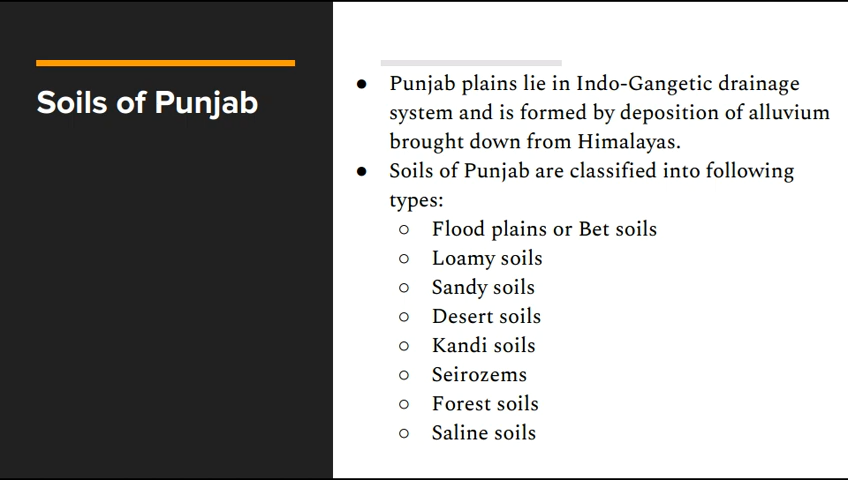 Soils of Punjab
● Punjab plains lie in Indo-Gangetic drainage
system and is formed by deposition of alluvium
brought down from Himalayas.
● Soils of Punjab are classified into following
types:
○ Flood plains or Bet soils
○ Loamy soils
○ Sandy soils
○ Desert soils
○ Kandi soils
○ Seirozems
○ Forest soils
○ Saline soils